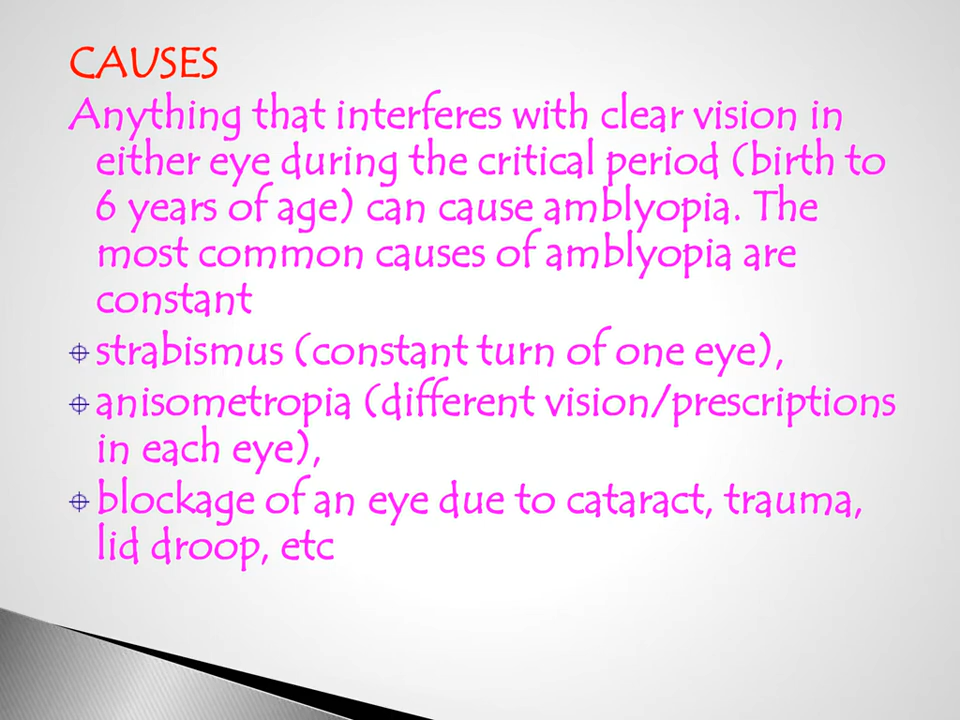 CAUSES
Anything that interferes with clear vision in
either eye during the critical period (birth to
6 years of age) can cause amblyopia. The
most common causes of amblyopia are
constant
strabismus (constant turn of one eye),
anisometropia (different vision/prescriptions
in each eye),
blockage of an eye due to cataract, trauma,
lid droop, etc